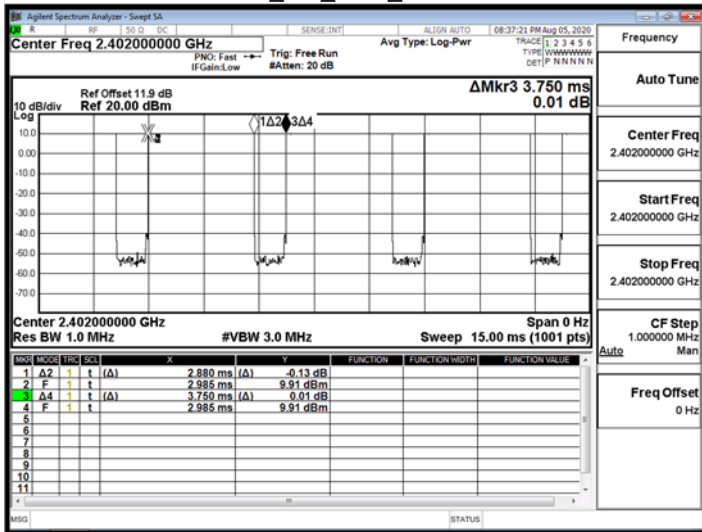 Agilent Spectrum Analyzer - Swept SA
R RF 50 Ω DC SENSE:INT ALIGN AUTO 08:37:21 PM Aug 05, 2020
Center Freq 2.402000000 GHz
Avg Type: Log-Pwr
TRACE 1 2 3 4 5 6
TYPE
DET P N N N N N
PNO: Fast
IFGain:Low
Trig: Free Run
#Atten: 20 dB
Ref Offset 11.9 dB
Ref 20.00 dBm
10 dB/div
Log
ΔMkr3 3.750 ms
0.01 dB
1Δ2 3Δ4
10.0
0.00
-10.0
-20.0
-30.0
-40.0
-50.0
-60.0
-70.0
Center 2.402000000 GHz
Span 0 Hz
Res BW 1.0 MHz
#VBW 3.0 MHz
Sweep 15.00 ms (1001 pts)
MKR MODE TRC SCL X Y FUNCTION FUNCTION WIDTH FUNCTION VALUE
1 Δ2 1 t (Δ) 2.880 ms (Δ) -0.13 dB
2 F 1 t 2.985 ms 9.91 dBm
3 Δ4 1 t (Δ) 3.750 ms (Δ) 0.01 dB
4 F 1 t 2.985 ms 9.91 dBm
5
6
7
8
9
10
11
MSG
STATUS
Frequency
Auto Tune
Center Freq
2.402000000 GHz
Start Freq
2.402000000 GHz
Stop Freq
2.402000000 GHz
CF Step
1.000000 MHz
Auto Man
Freq Offset
0 Hz